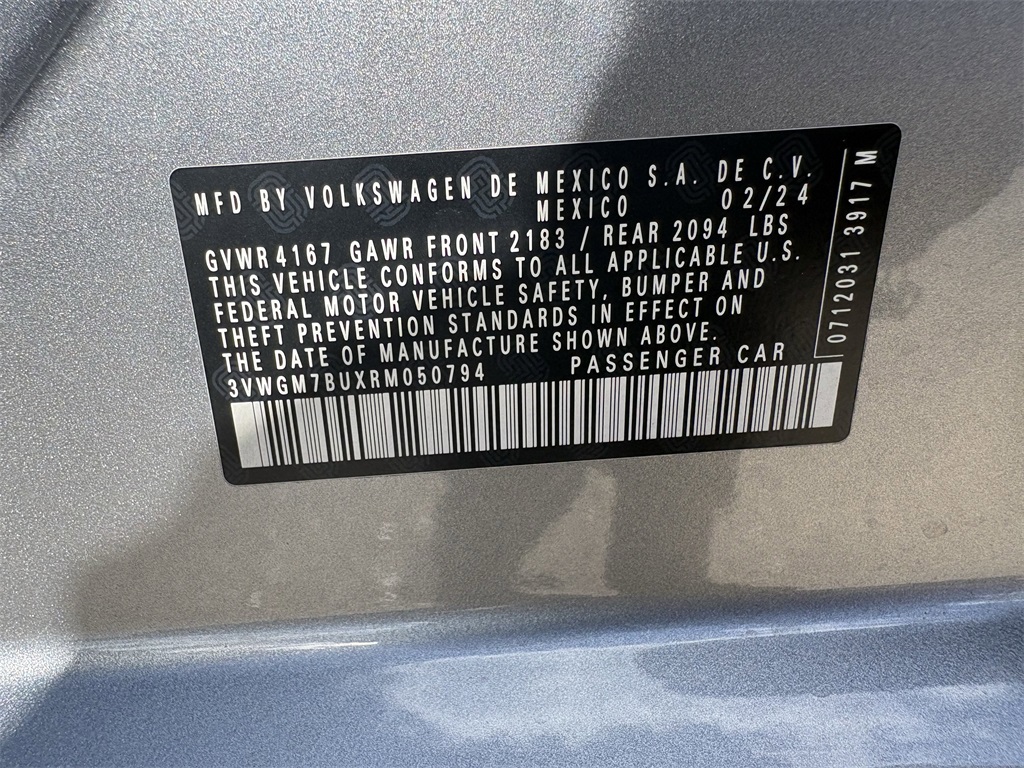 MFD BY VOLKSWAGEN DE MEXICO S.A. DE C.V.
MEXICO 02/24
GVWR 4167 GAWR FRONT 2183 / REAR 2094 LBS
THIS VEHICLE CONFORMS TO ALL APPLICABLE U.S.
FEDERAL MOTOR VEHICLE SAFETY, BUMPER AND
THEFT PREVENTION STANDARDS IN EFFECT ON
THE DATE OF MANUFACTURE SHOWN ABOVE.
3VWGM7BUXRM050794 PASSENGER CAR
0712031 3917 M